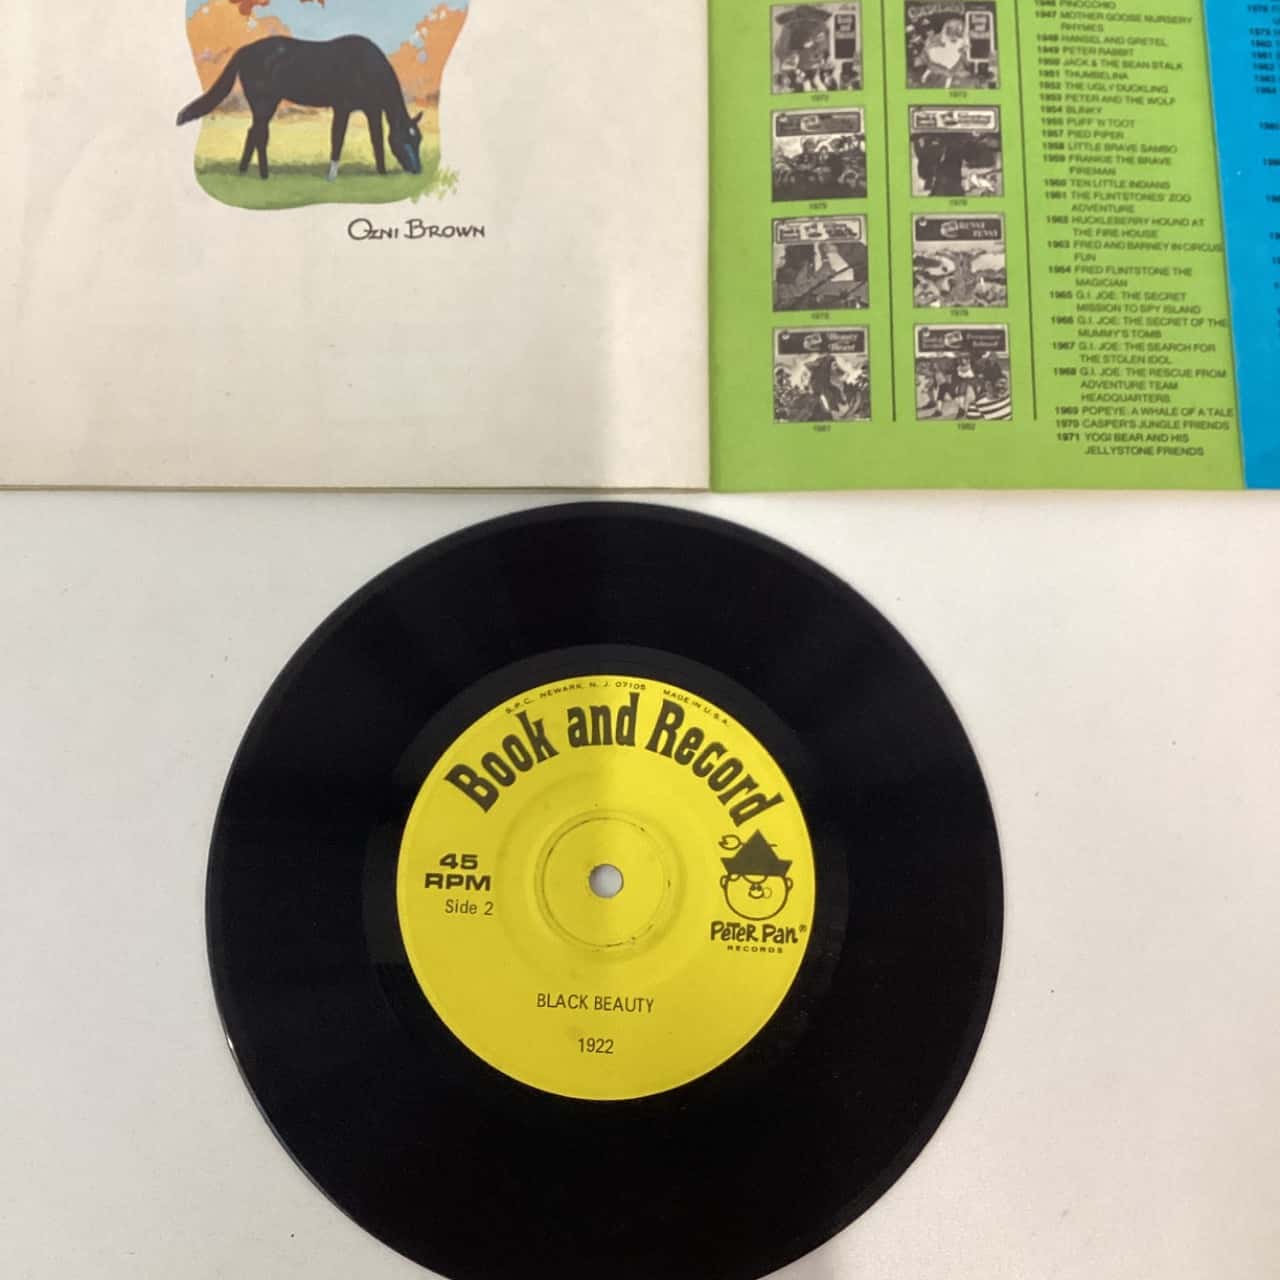 Ozni Brown
1946 PINOCCHIO
1947 MOTHER GOOSE NURSERY
RHYMES
1948 HANSEL AND GRETEL
1949 PETER RABBIT
1950 JACK & THE BEAN STALK
1951 THUMBELINA
1952 THE UGLY DUCKLING
1953 PETER AND THE WOLF
1954 BLINKY
1955 PUFF 'N TOOT
1957 PIED PIPER
1958 LITTLE BRAVE SAMBO
1959 FRANKIE THE BRAVE
FIREMAN
1960 TEN LITTLE INDIANS
1961 THE FLINTSTONES' ZOO
ADVENTURE
1962 HUCKLEBERRY HOUND AT
THE FIRE HOUSE
1963 FRED AND BARNEY IN CIRCUS
FUN
1964 FRED FLINTSTONE THE
MAGICIAN
1965 G.I. JOE: THE SECRET
MISSION TO SPY ISLAND
1966 G.I. JOE: THE SECRET OF THE
MUMMY'S TOMB
1967 G.I. JOE: THE SEARCH FOR
THE STOLEN IDOL
1968 G.I. JOE: THE RESCUE FROM
ADVENTURE TEAM
HEADQUARTERS
1969 POPEYE: A WHALE OF A TALE
1970 CASPER'S JUNGLE FRIENDS
1971 YOGI BEAR AND HIS
JELLYSTONE FRIENDS
S.P.C. NEWARK, N. J. 07105 MADE IN U.S.A.
Book and Record
45
RPM
Side 2
PETER Pan®
RECORDS
BLACK BEAUTY
1922